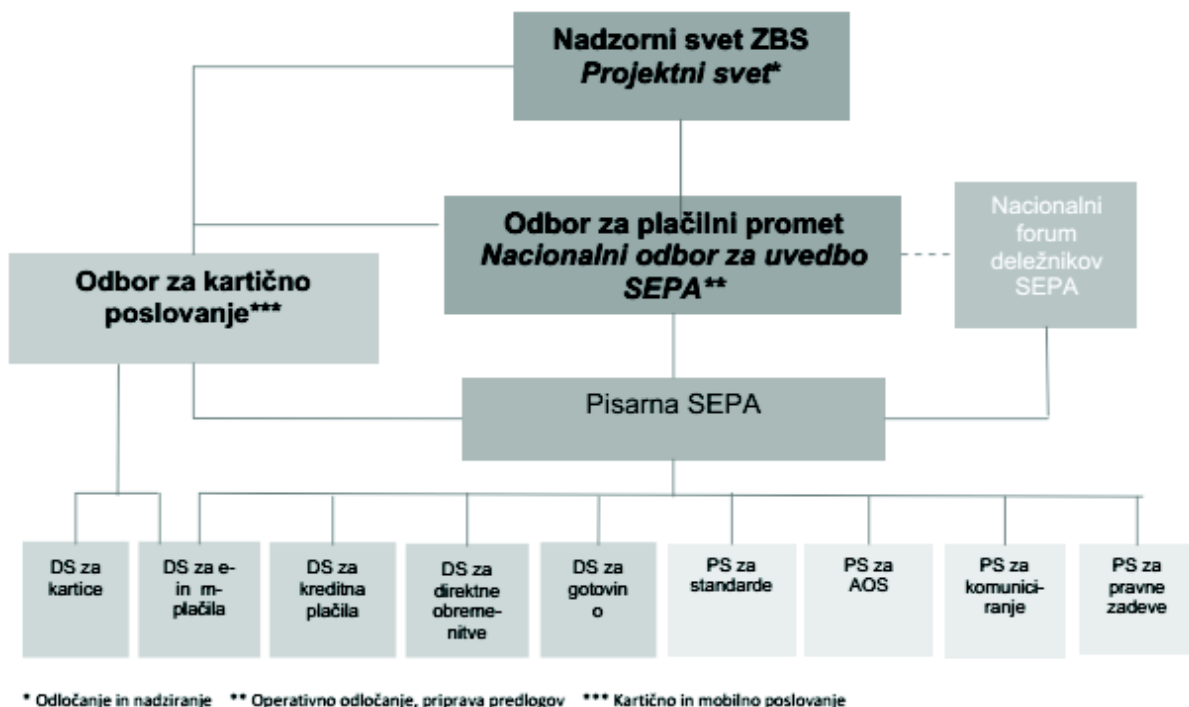 Nadzorni svet ZBS
Projektni svet*
Odbor za plačilni promet
Nacionalni odbor za uvedbo
SEPA**
Nacionalni
forum
deležnikov
SEPA
Odbor za kartično
poslovanje***
Pisarna SEPA
DS za
kartice
DS za e-
in m-
plačila
DS za
kreditna
plačila
DS za
direktne
obreme-
nitve
DS za
gotovin
o
PS za
standarde
PS za
AOS
PS za
komunici-
ranje
PS za
pravne
zadeve
* Odločanje in nadziranje ** Operativno odločanje, priprava predlogov *** Kartično in mobilno poslovanje